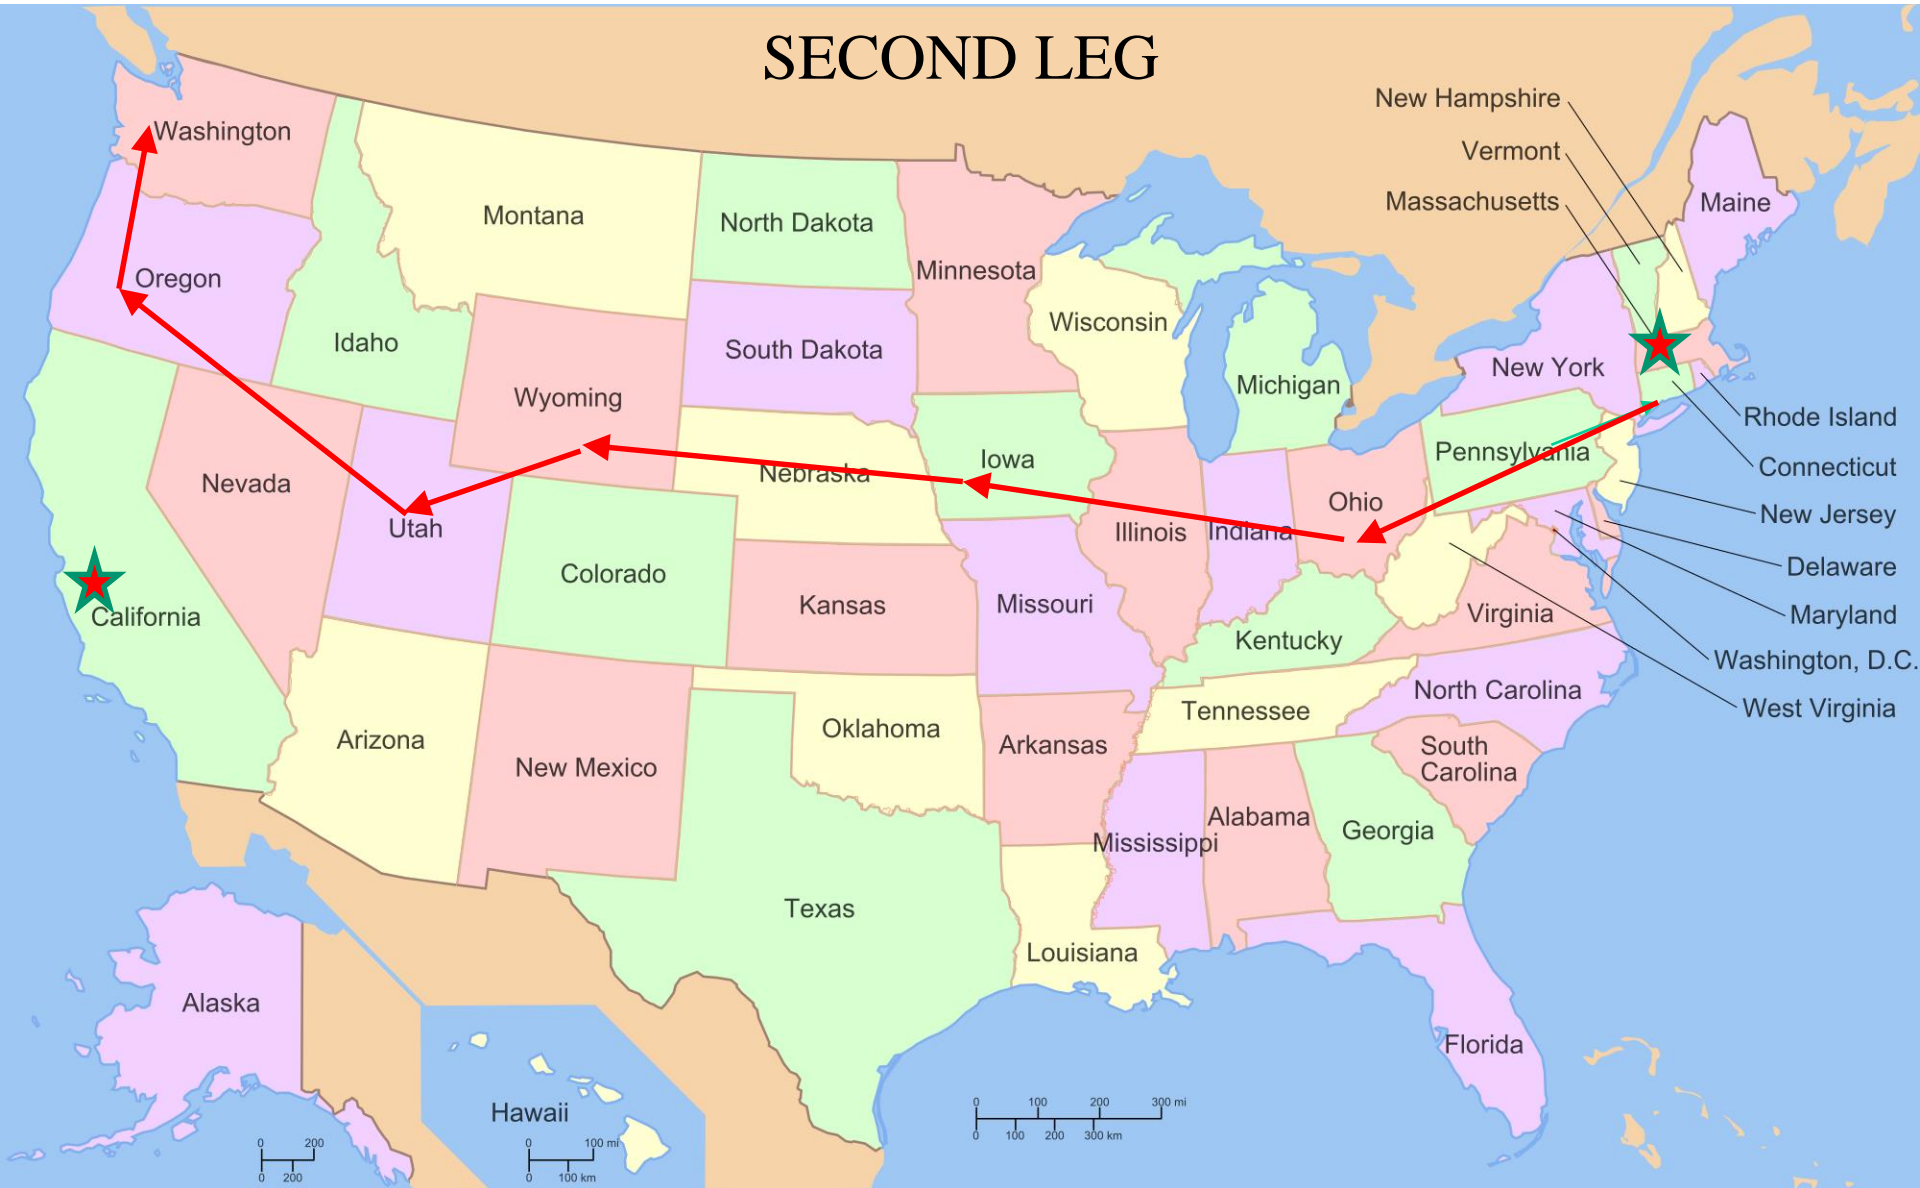 SECOND LEG
New Hampshire
Vermont
Massachusetts
Washington
Montana
North Dakota
Minnesota
Maine
Oregon
Idaho
Wyoming
South Dakota
Wisconsin
Michigan
New York
Rhode Island
Connecticut
New Jersey
Delaware
Maryland
Washington, D.C.
West Virginia
Nevada
Utah
Nebraska
Iowa
Illinois
Indiana
Ohio
Pennsylvania
California
Colorado
Kansas
Missouri
Kentucky
Virginia
North Carolina
Tennessee
South
Carolina
Arizona
New Mexico
Oklahoma
Arkansas
Mississippi
Alabama
Georgia
Texas
Louisiana
Florida
Alaska
Hawaii
0 200
0 200
0 100 mi
0 100 km
0 100 200 300 mi
0 100 200 300 km